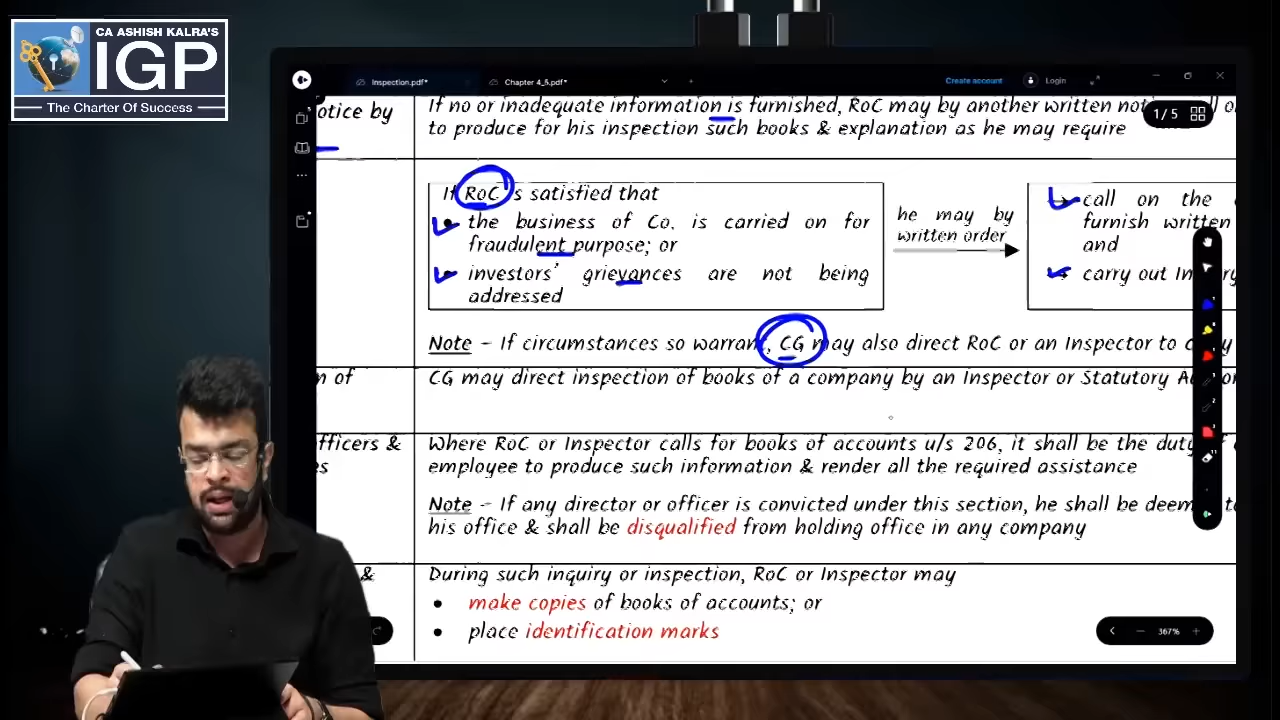 CA ASHISH KALRA'S
IGP
The Charter Of Success
Inspection.pdf*
Chapter 4_5.pdf*
Create account
Login
otice by
If no or inadequate information is furnished, RoC may by another written
to produce for his inspection such books & explanation as he may require
1 / 5
If RoC is satisfied that
• the business of Co. is carried on for
fraudulent purpose; or
• investors' grievances are not being
addressed
he may by
written order
call on the
furnish written
and
carry out
Note - If circumstances so warrant, CG may also direct RoC or an Inspector to
n of
CG may direct inspection of books of a company by an Inspector or Statutory
fficers &
es
Where RoC or Inspector calls for books of accounts u/s 206, it shall be the duty of
employee to produce such information & render all the required assistance
Note - If any director or officer is convicted under this section, he shall be
his office & shall be disqualified from holding office in any company
&
During such inquiry or inspection, RoC or Inspector may
• make copies of books of accounts; or
• place identification marks
367%